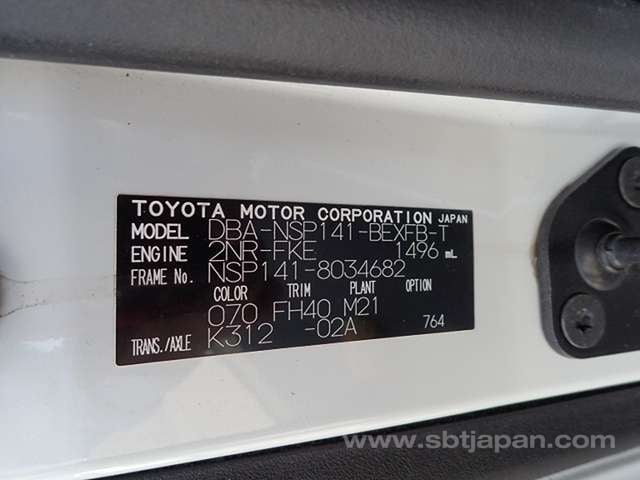 TOYOTA MOTOR CORPORATION JAPAN
MODEL DBA-NSP141-BEXFB-T
ENGINE 2NR-FKE 1496 mL
FRAME No. NSP141-8034682
COLOR TRIM PLANT OPTION
070 FH40 M21
TRANS./AXLE K312 -02A 764
www.sbtjapan.com